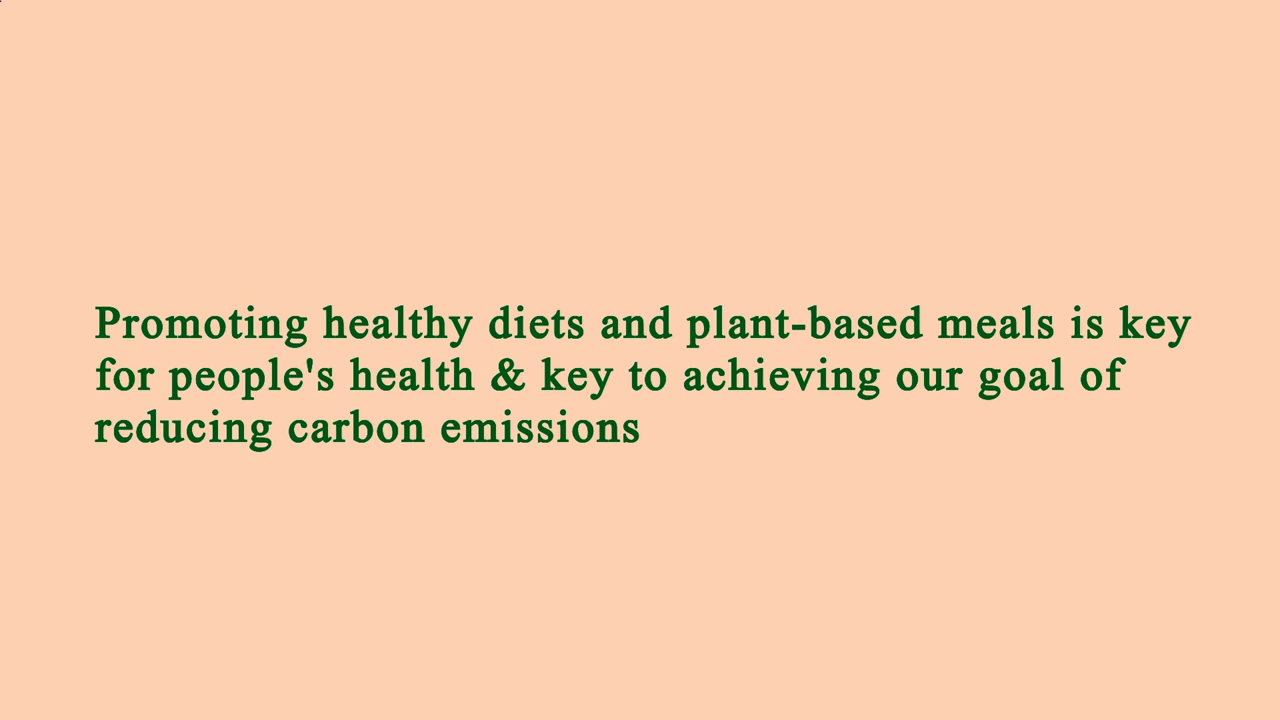 Promoting healthy diets and plant-based meals is key
for people's health & key to achieving our goal of
reducing carbon emissions